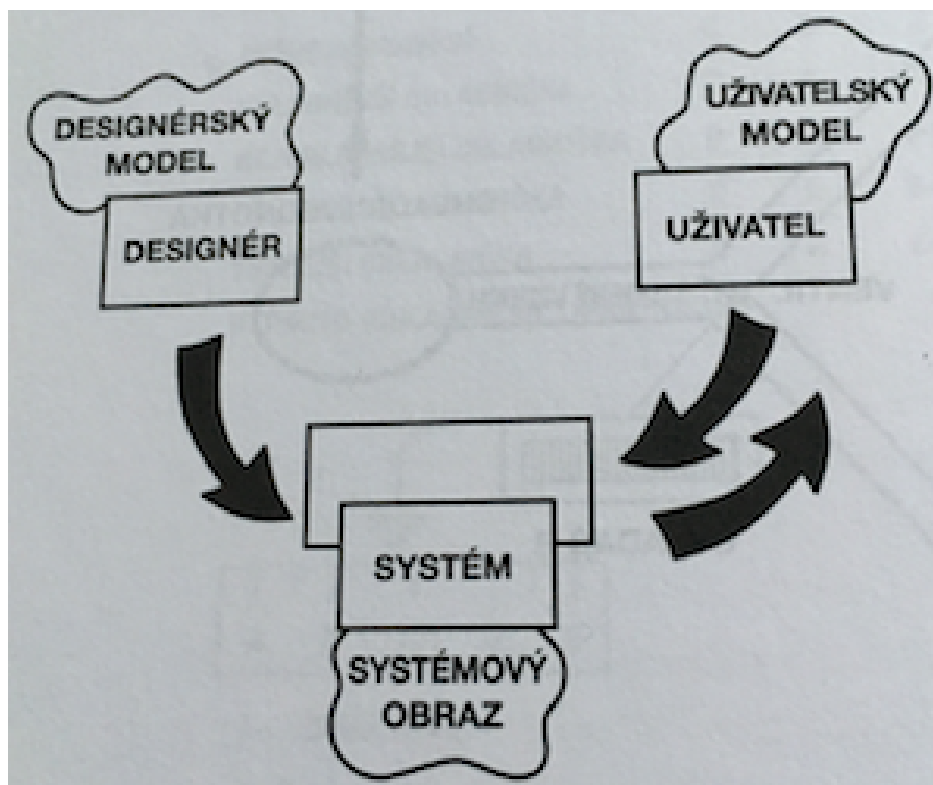 DESIGNÉRSKÝ
MODEL
DESIGNÉR
UŽIVATELSKÝ
MODEL
UŽIVATEL
SYSTÉM
SYSTÉMOVÝ
OBRAZ